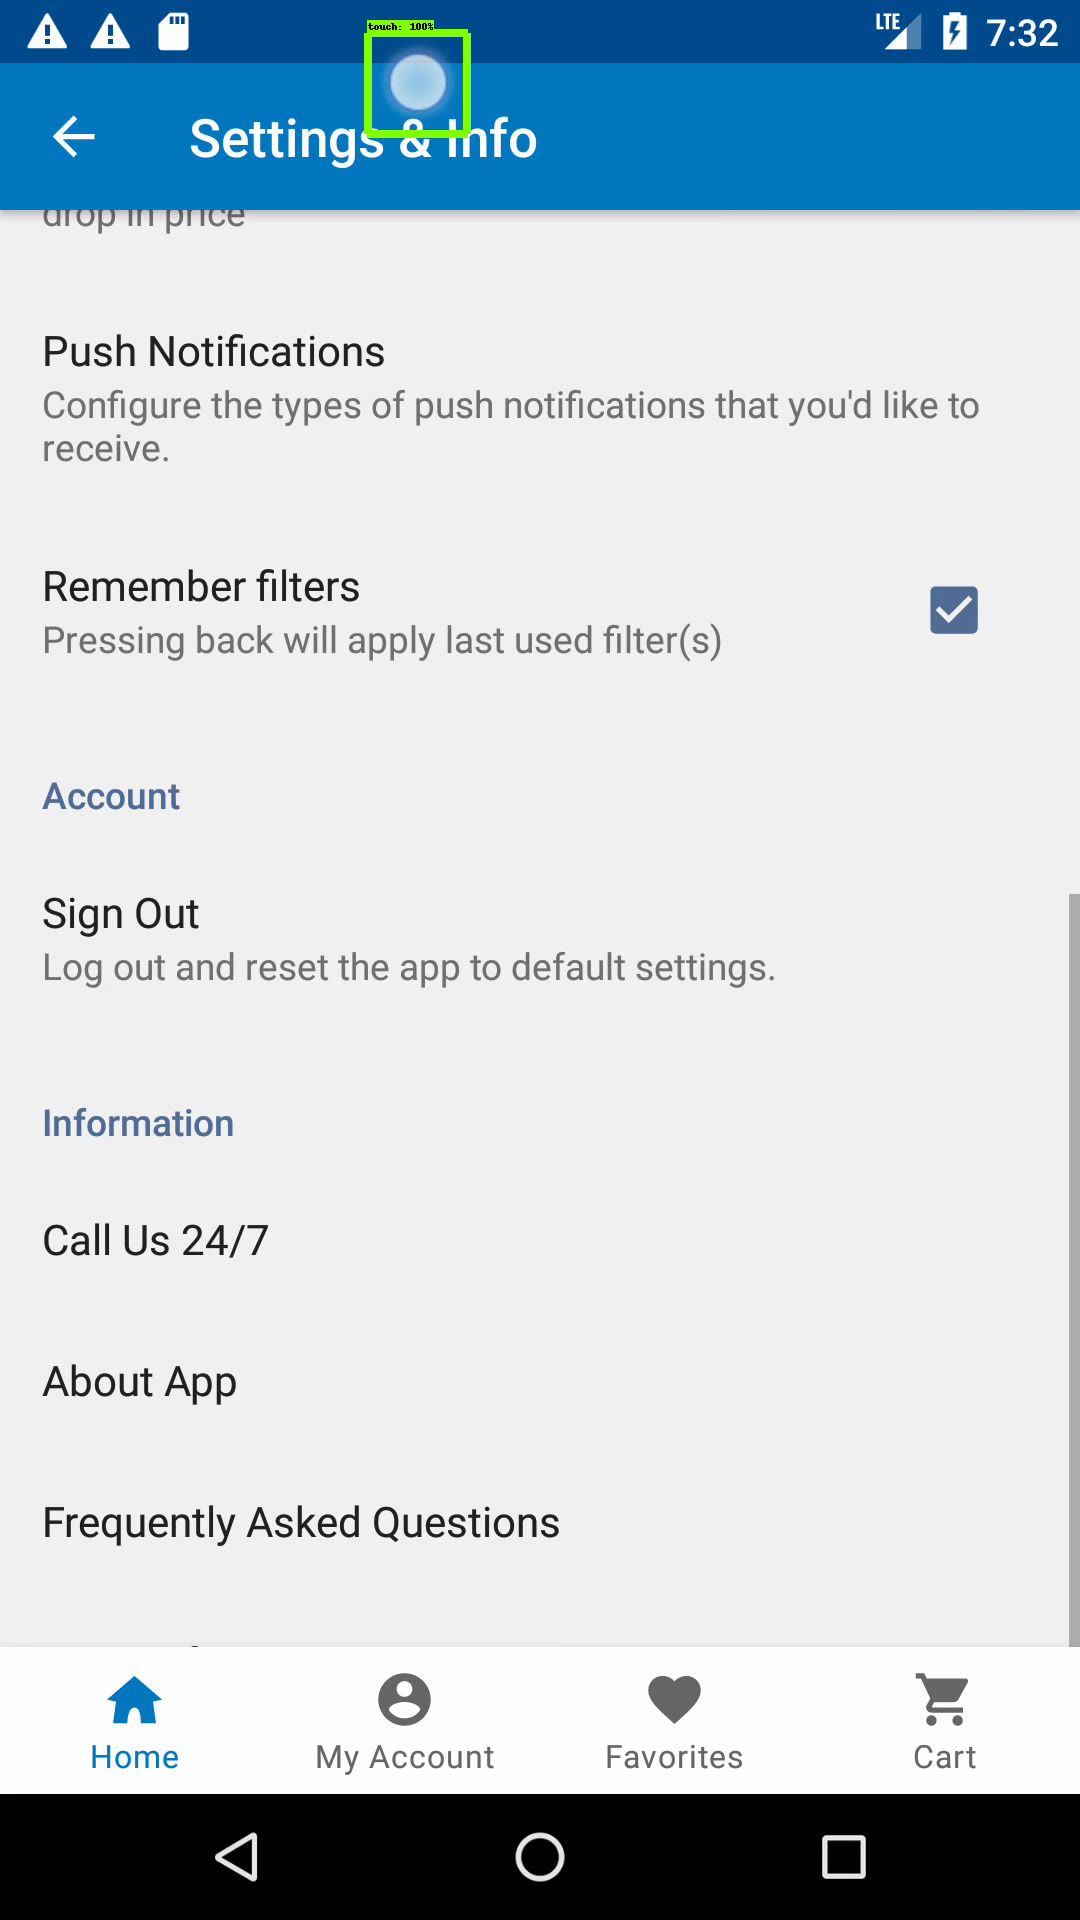 touch: 100%
LTE
7:32
Settings & Info
drop in price
Push Notifications
Configure the types of push notifications that you'd like to
receive.
Remember filters
Pressing back will apply last used filter(s)
Account
Sign Out
Log out and reset the app to default settings.
Information
Call Us 24/7
About App
Frequently Asked Questions
Home
My Account
Favorites
Cart